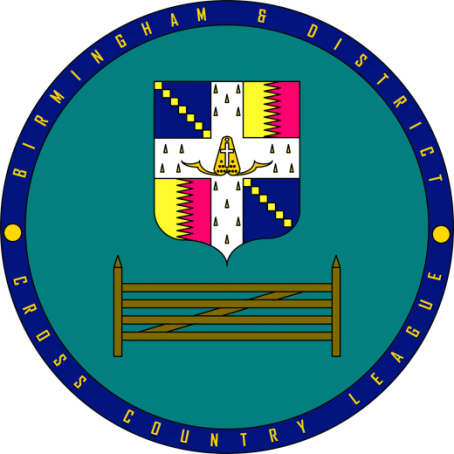 BIRMINGHAM & DISTRICT
CROSS COUNTRY LEAGUE